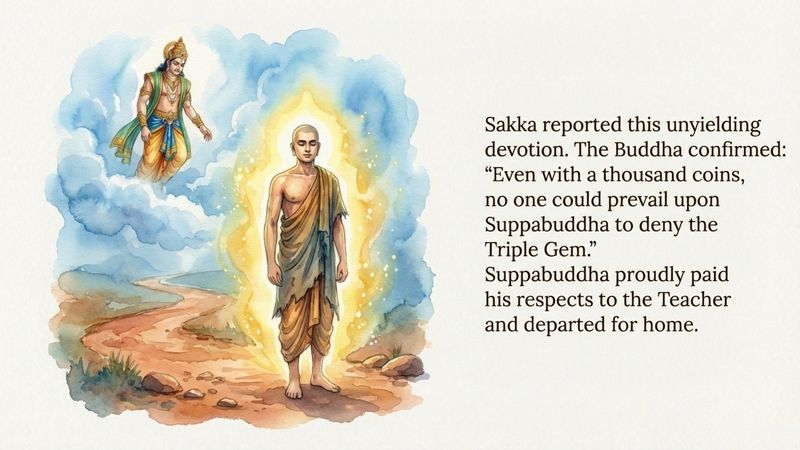 Sakka reported this unyielding
devotion. The Buddha confirmed:
“Even with a thousand coins,
no one could prevail upon
Suppabuddha to deny the
Triple Gem.”
Suppabuddha proudly paid
his respects to the Teacher
and departed for home.